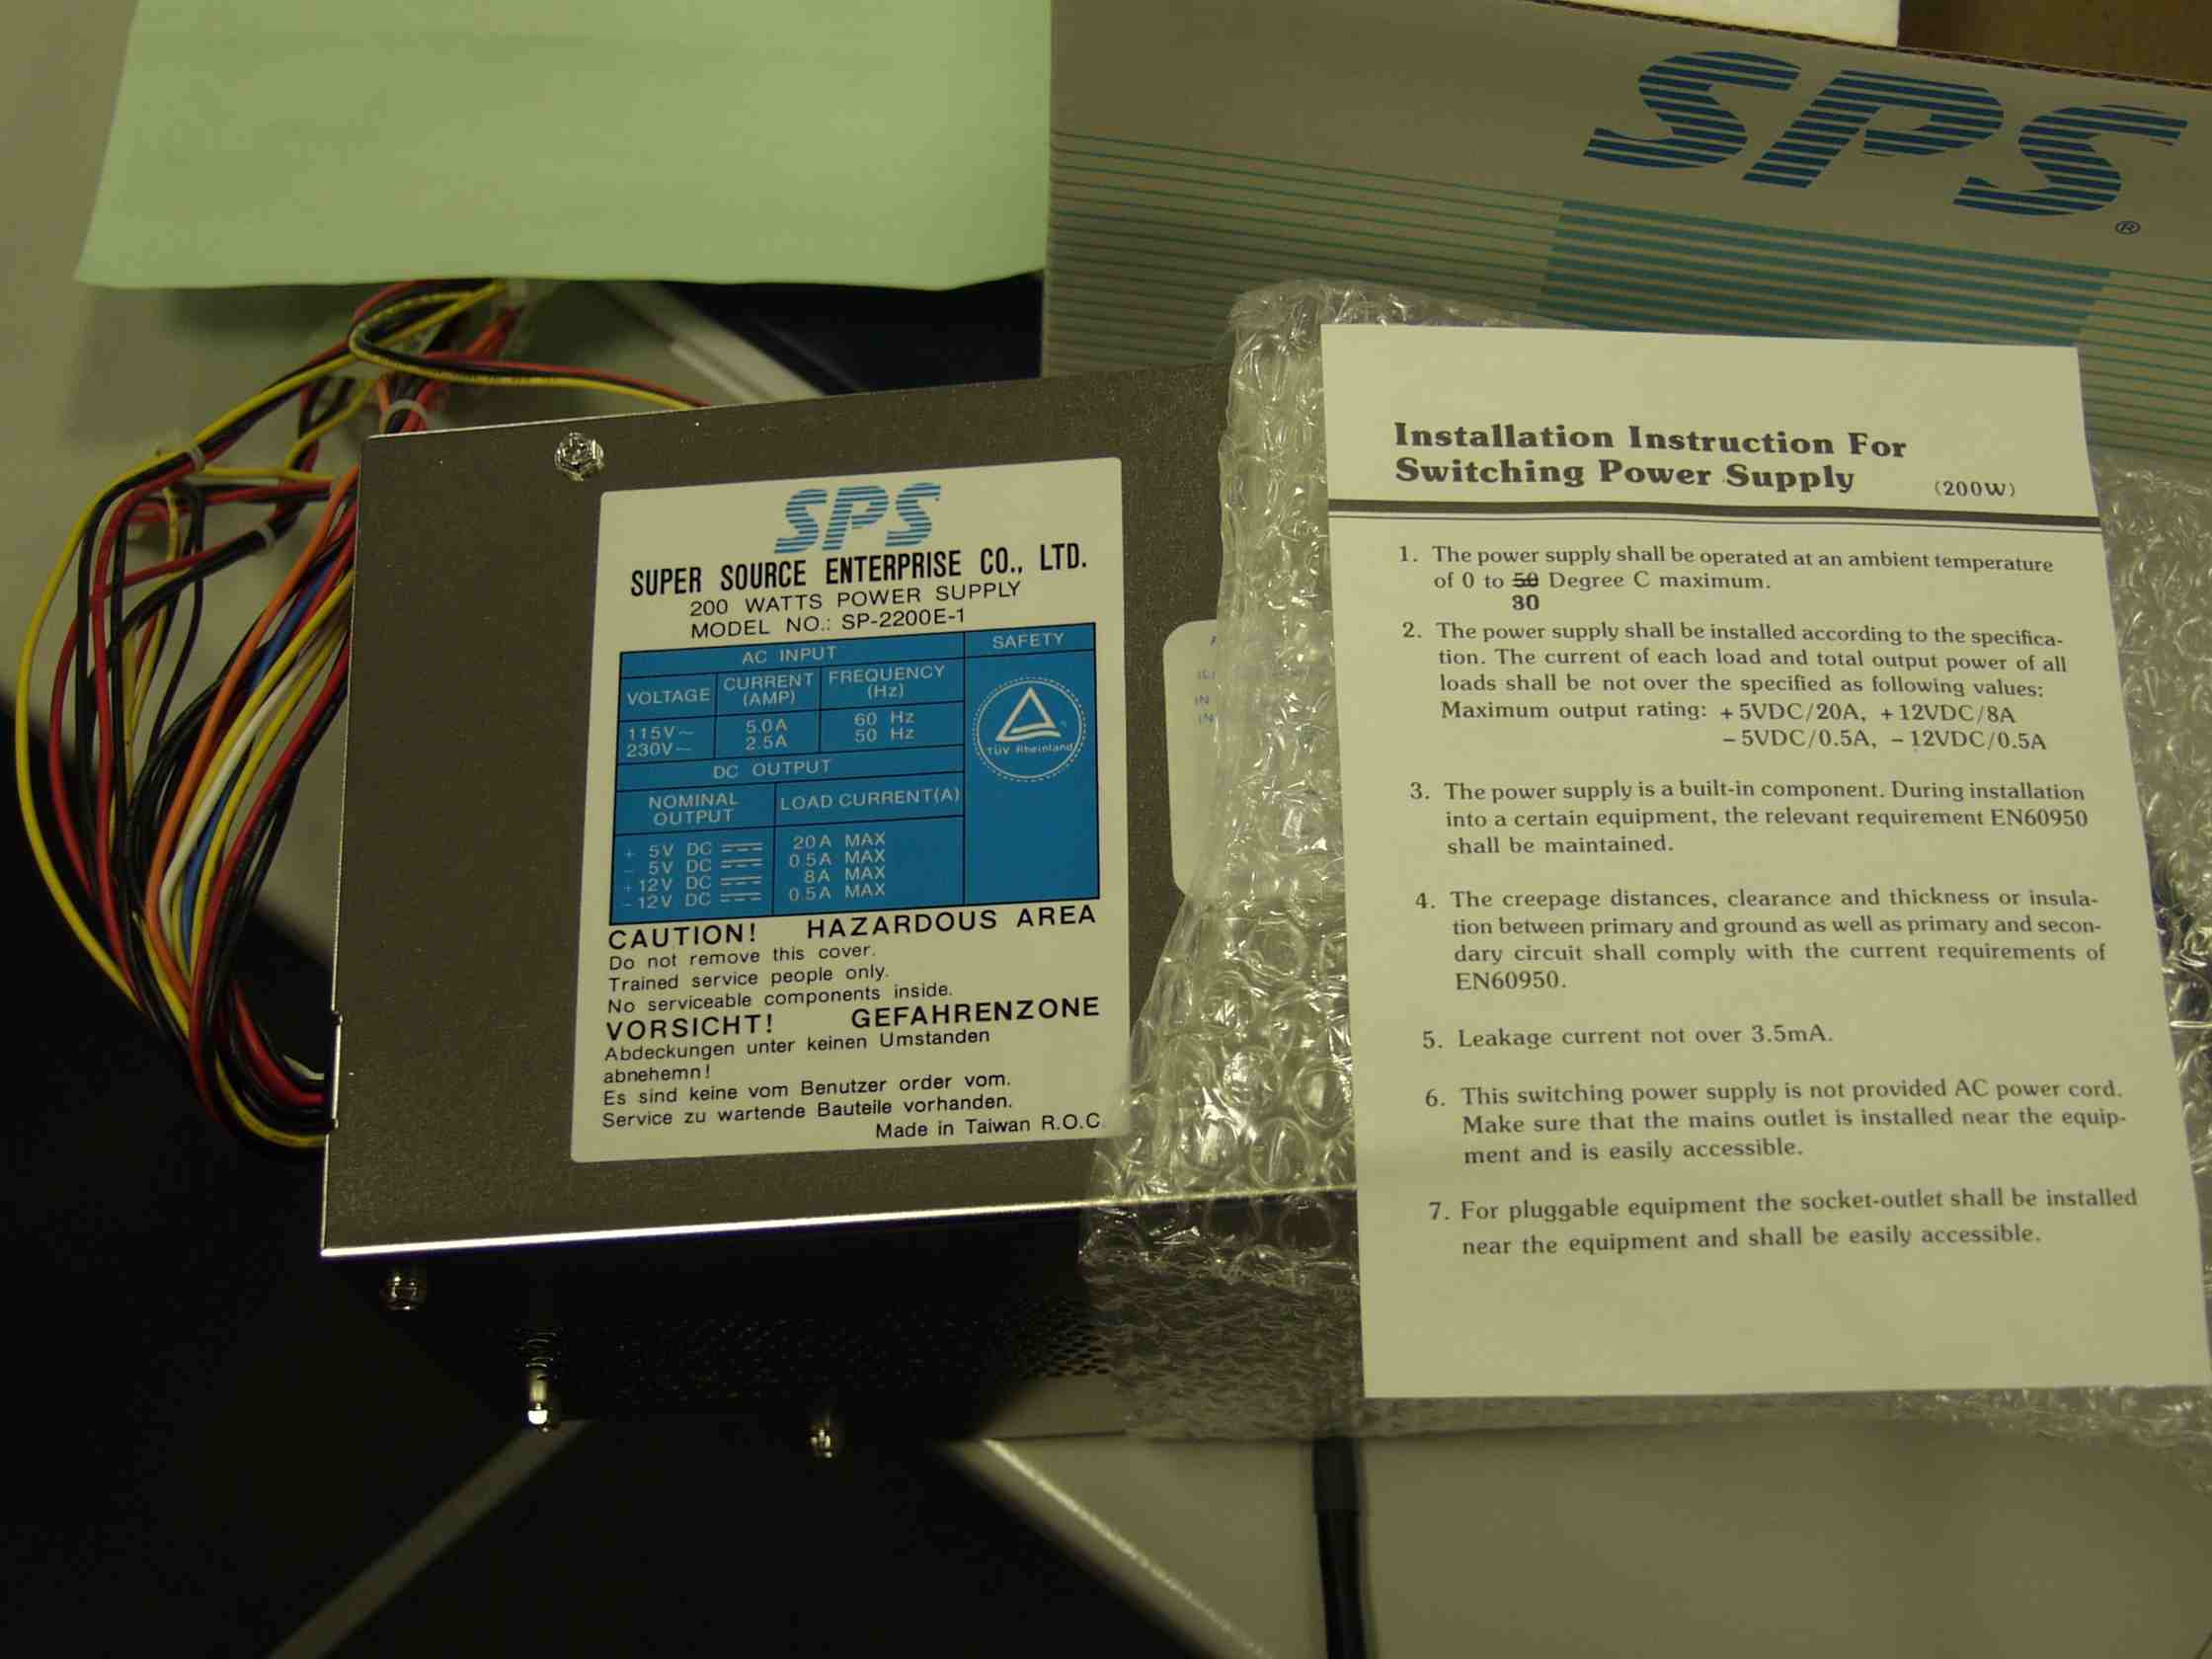 SPS
®
SPS
SUPER SOURCE ENTERPRISE CO., LTD.
200 WATTS POWER SUPPLY
MODEL NO.: SP-2200E-1
AC INPUT
SAFETY
VOLTAGE
CURRENT (AMP)
FREQUENCY (Hz)
115V~ 5.0A 60 Hz
230V~ 2.5A 50 Hz
TÜV Rheinland
DC OUTPUT
NOMINAL OUTPUT
LOAD CURRENT(A)
+ 5V DC 20A MAX
- 5V DC 0.5A MAX
+12V DC 8A MAX
-12V DC 0.5A MAX
CAUTION! HAZARDOUS AREA
Do not remove this cover.
Trained service people only.
No serviceable components inside.
VORSICHT! GEFAHRENZONE
Abdeckungen unter keinen Umstanden
abnehemn!
Es sind keine vom Benutzer order vom.
Service zu wartende Bauteile vorhanden.
Made in Taiwan R.O.C.
Installation Instruction For
Switching Power Supply (200W)
1. The power supply shall be operated at an ambient temperature
of 0 to 50 Degree C maximum.
30
2. The power supply shall be installed according to the specifica-
tion. The current of each load and total output power of all
loads shall be not over the specified as following values:
Maximum output rating: +5VDC/20A, +12VDC/8A
−5VDC/0.5A, −12VDC/0.5A
3. The power supply is a built-in component. During installation
into a certain equipment, the relevant requirement EN60950
shall be maintained.
4. The creepage distances, clearance and thickness or insula-
tion between primary and ground as well as primary and secon-
dary circuit shall comply with the current requirements of
EN60950.
5. Leakage current not over 3.5mA.
6. This switching power supply is not provided AC power cord.
Make sure that the mains outlet is installed near the equip-
ment and is easily accessible.
7. For pluggable equipment the socket-outlet shall be installed
near the equipment and shall be easily accessible.